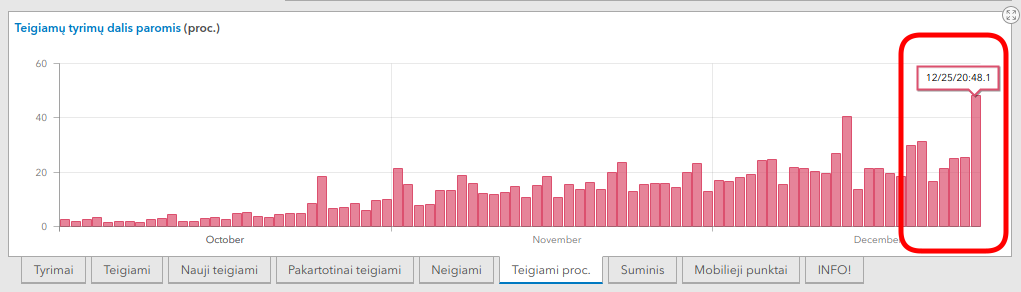 Teigiamų tyrimų dalis paromis (proc.)
60
12/25/20:48.1
40
20
0
October November December
Tyrimai Teigiami Nauji teigiami Pakartotinai teigiami Neigiami Teigiami proc. Suminis Mobilieji punktai INFO!